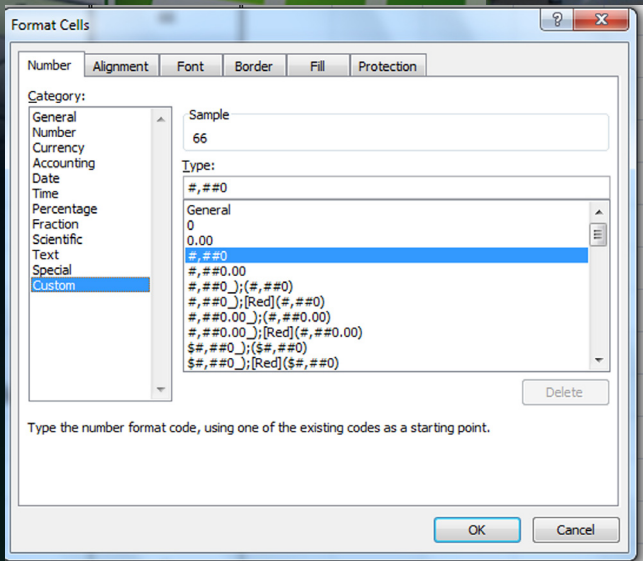 Format Cells
?
Number Alignment Font Border Fill Protection
Category:
General
Number
Currency
Accounting
Date
Time
Percentage
Fraction
Scientific
Text
Special
Custom
Sample
66
Type:
#,##0
General
0
0.00
#,##0
#,##0.00
#,##0_);(#,##0)
#,##0_);[Red](#,##0)
#,##0.00_);(#,##0.00)
#,##0.00_);[Red](#,##0.00)
$#,##0_);($#,##0)
$#,##0_);[Red]($#,##0)
Delete
Type the number format code, using one of the existing codes as a starting point.
OK Cancel